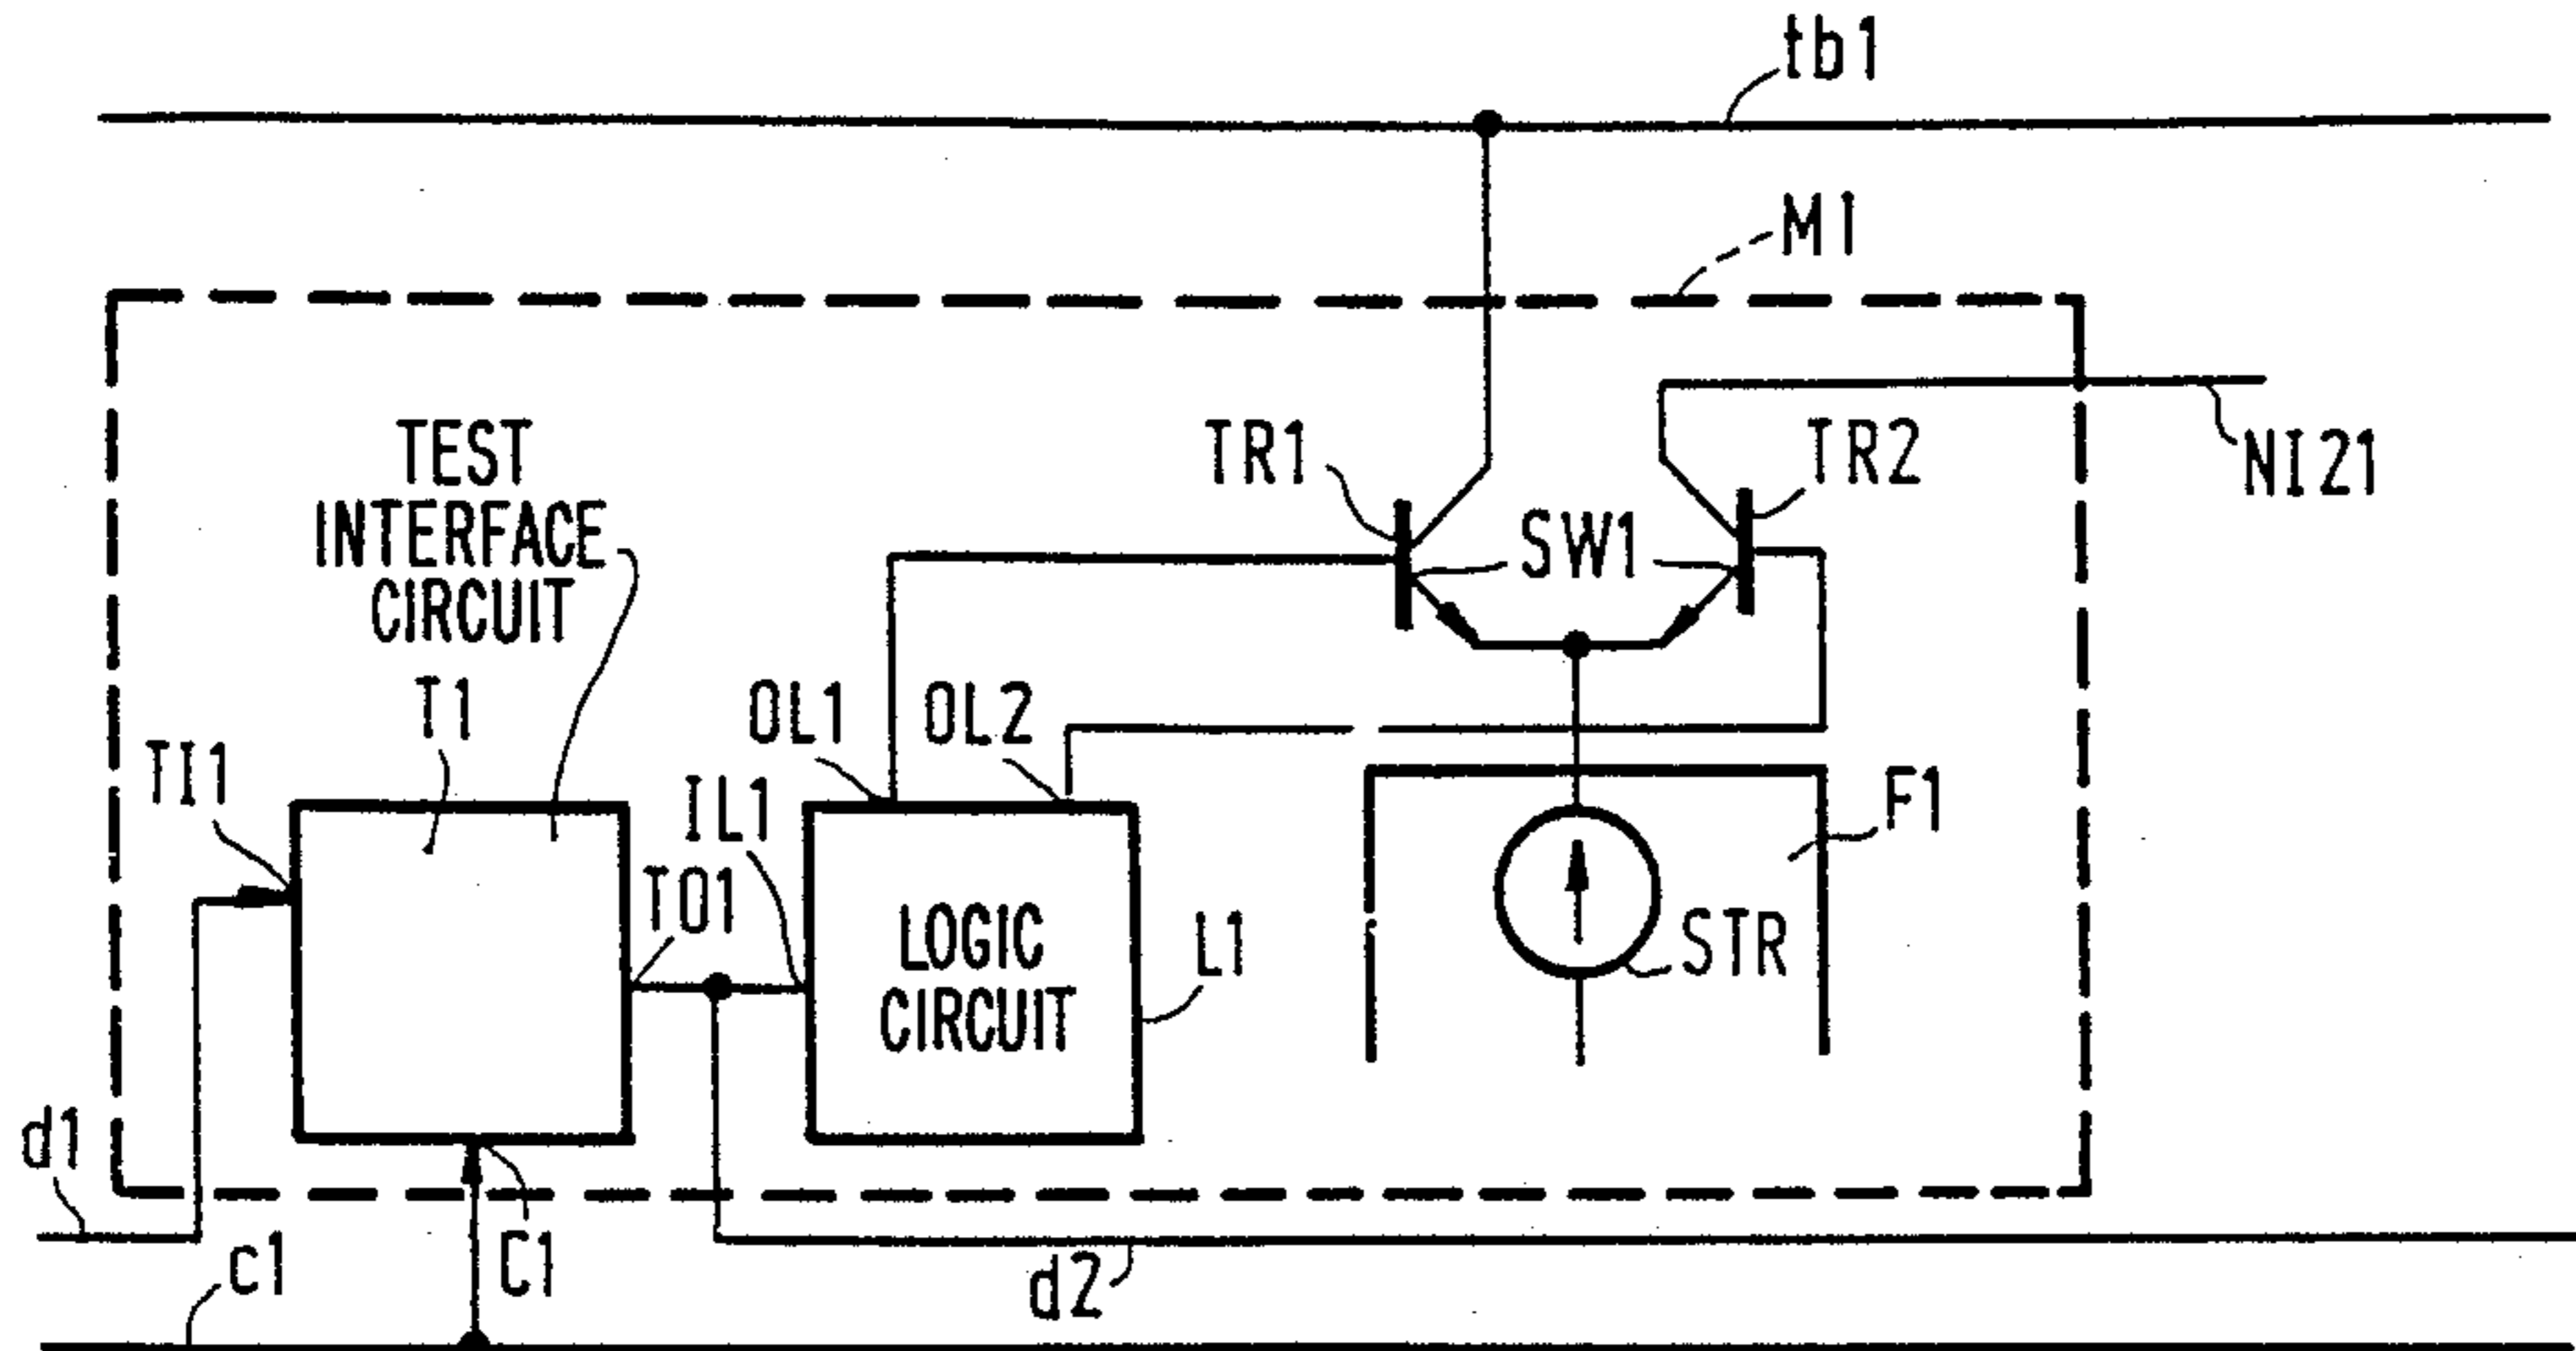 tb1
M1
TEST
INTERFACE
CIRCUIT
TR1
TR2
SW1
NI21
T1
OL1
OL2
TI1
IL1
F1
TO1
LOGIC
CIRCUIT
L1
STR
d1
c1
C1
d2